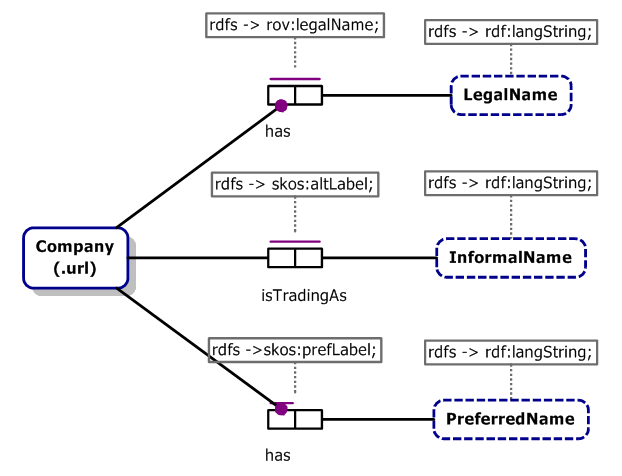 rdfs -> rov:legalName;
rdfs -> rdf:langString;
LegalName
has
rdfs -> skos:altLabel;
rdfs -> rdf:langString;
Company
(.url)
InformalName
isTradingAs
rdfs ->skos:prefLabel;
rdfs -> rdf:langString;
PreferredName
has